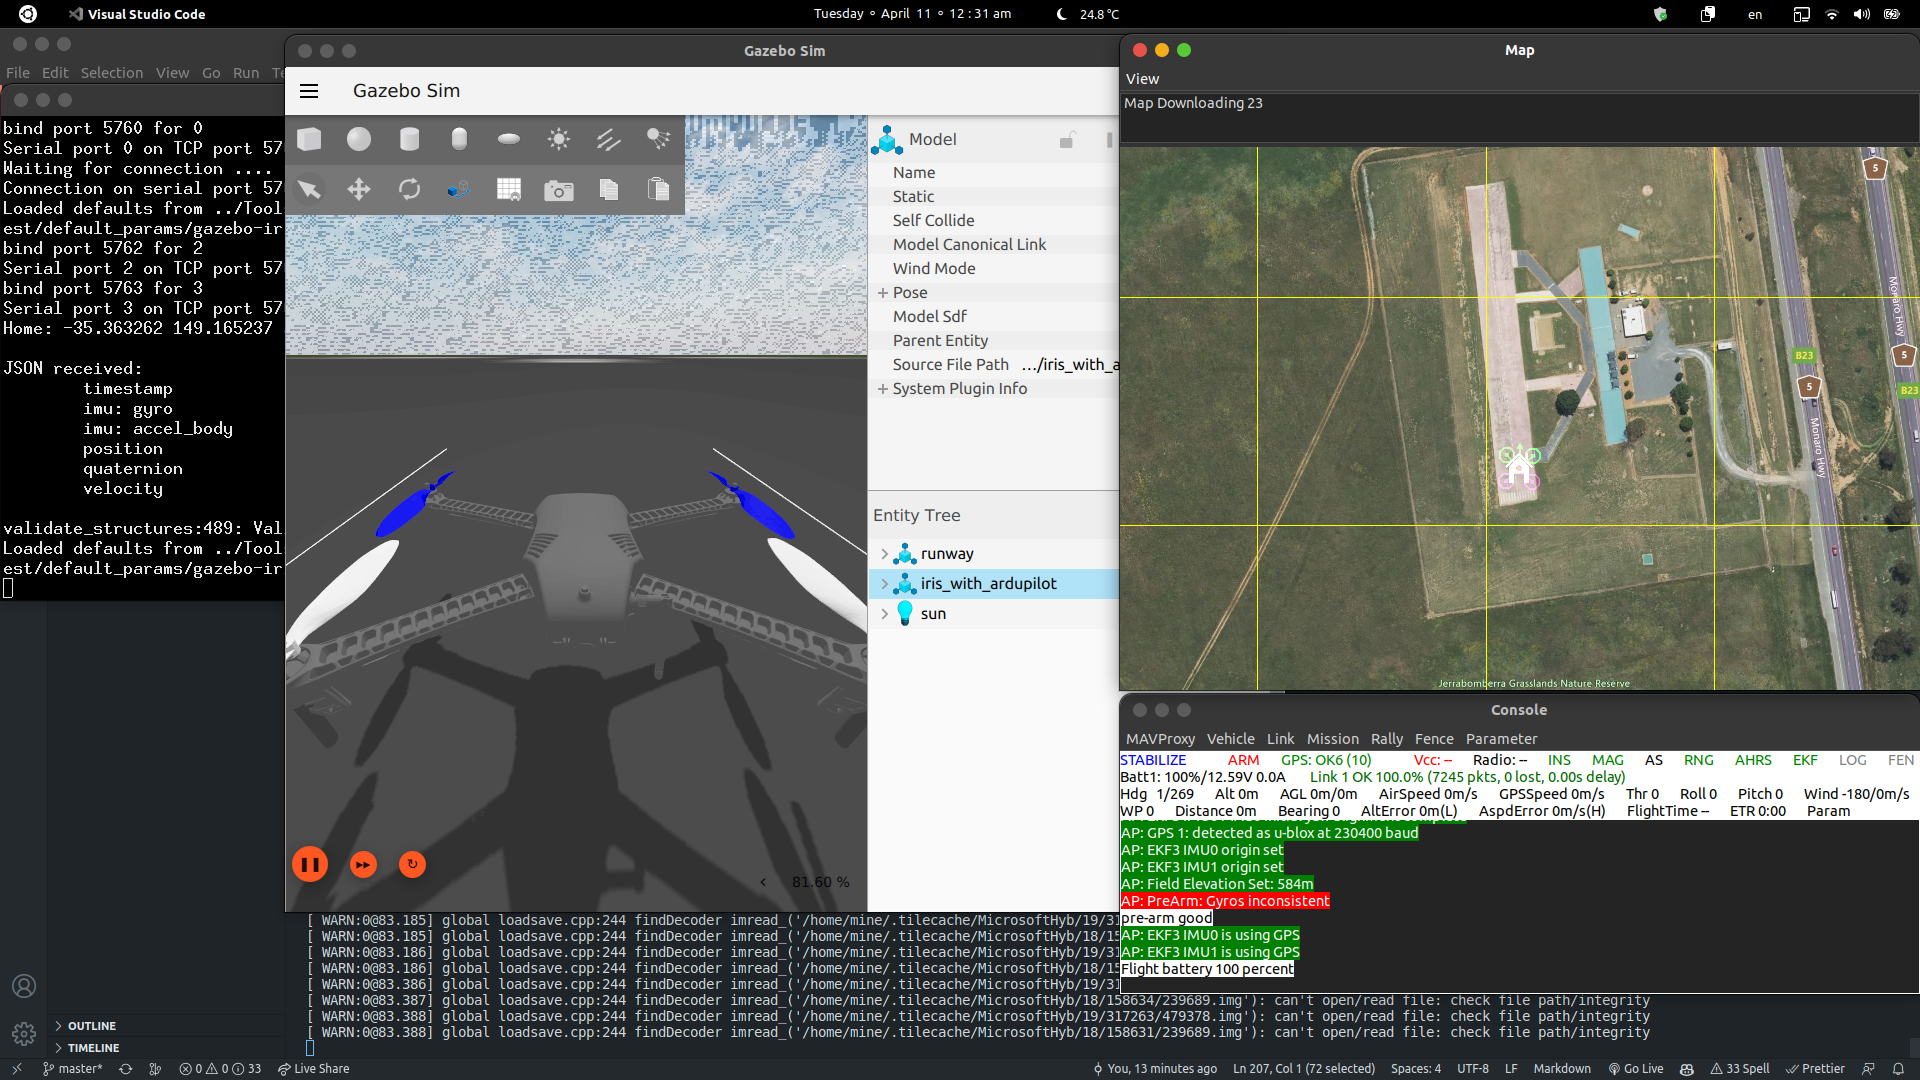 Visual Studio Code
Tuesday ∘ April 11 ∘ 12:31 am
24.8 °C
en
File Edit Selection View Go Run
bind port 5760 for 0
Serial port 0 on TCP port 57
Waiting for connection ....
Connection on serial port 57
Loaded defaults from ../Tool
est/default_params/gazebo-ir
bind port 5762 for 2
Serial port 2 on TCP port 57
bind port 5763 for 3
Serial port 3 on TCP port 57
Home: -35.363262 149.165237
JSON received:
timestamp
imu: gyro
imu: accel_body
position
quaternion
velocity
validate_structures:489: Val
Loaded defaults from ../Tool
est/default_params/gazebo-ir
OUTLINE
TIMELINE
Gazebo Sim
Gazebo Sim
81.60 %
Model
Name
Static
Self Collide
Model Canonical Link
Wind Mode
Pose
Model Sdf
Parent Entity
Source File Path …/iris_with_a
System Plugin Info
Entity Tree
runway
iris_with_ardupilot
sun
Map
View
Map Downloading 23
5
Monaro Hwy
5
B23
B23
5
Monaro Hwy
Jerrabomberra Grasslands Nature Reserve
Console
MAVProxy Vehicle Link Mission Rally Fence Parameter
STABILIZE ARM GPS: OK6 (10) Vcc: -- Radio: -- INS MAG AS RNG AHRS EKF LOG FEN
Batt1: 100%/12.59V 0.0A Link 1 OK 100.0% (7245 pkts, 0 lost, 0.00s delay)
Hdg 1/269 Alt 0m AGL 0m/0m AirSpeed 0m/s GPSSpeed 0m/s Thr 0 Roll 0 Pitch 0 Wind -180/0m/s
WP 0 Distance 0m Bearing 0 AltError 0m(L) AspdError 0m/s(H) FlightTime -- ETR 0:00 Param
AP: GPS 1: detected as u-blox at 230400 baud
AP: EKF3 IMU0 origin set
AP: EKF3 IMU1 origin set
AP: Field Elevation Set: 584m
AP: PreArm: Gyros inconsistent
pre-arm good
AP: EKF3 IMU0 is using GPS
AP: EKF3 IMU1 is using GPS
Flight battery 100 percent
[ WARN:0@83.185] global loadsave.cpp:244 findDecoder imread_('/home/mine/.tilecache/MicrosoftHyb/19/31
[ WARN:0@83.185] global loadsave.cpp:244 findDecoder imread_('/home/mine/.tilecache/MicrosoftHyb/18/15
[ WARN:0@83.186] global loadsave.cpp:244 findDecoder imread_('/home/mine/.tilecache/MicrosoftHyb/19/31
[ WARN:0@83.186] global loadsave.cpp:244 findDecoder imread_('/home/mine/.tilecache/MicrosoftHyb/18/15
[ WARN:0@83.386] global loadsave.cpp:244 findDecoder imread_('/home/mine/.tilecache/MicrosoftHyb/19/31
[ WARN:0@83.387] global loadsave.cpp:244 findDecoder imread_('/home/mine/.tilecache/MicrosoftHyb/18/158634/239689.img'): can't open/read file: check file path/integrity
[ WARN:0@83.388] global loadsave.cpp:244 findDecoder imread_('/home/mine/.tilecache/MicrosoftHyb/19/317263/479378.img'): can't open/read file: check file path/integrity
[ WARN:0@83.388] global loadsave.cpp:244 findDecoder imread_('/home/mine/.tilecache/MicrosoftHyb/18/158631/239689.img'): can't open/read file: check file path/integrity
master* 0 0 33 Live Share You, 13 minutes ago Ln 207, Col 1 (72 selected) Spaces: 4 UTF-8 LF Markdown Go Live 33 Spell Prettier